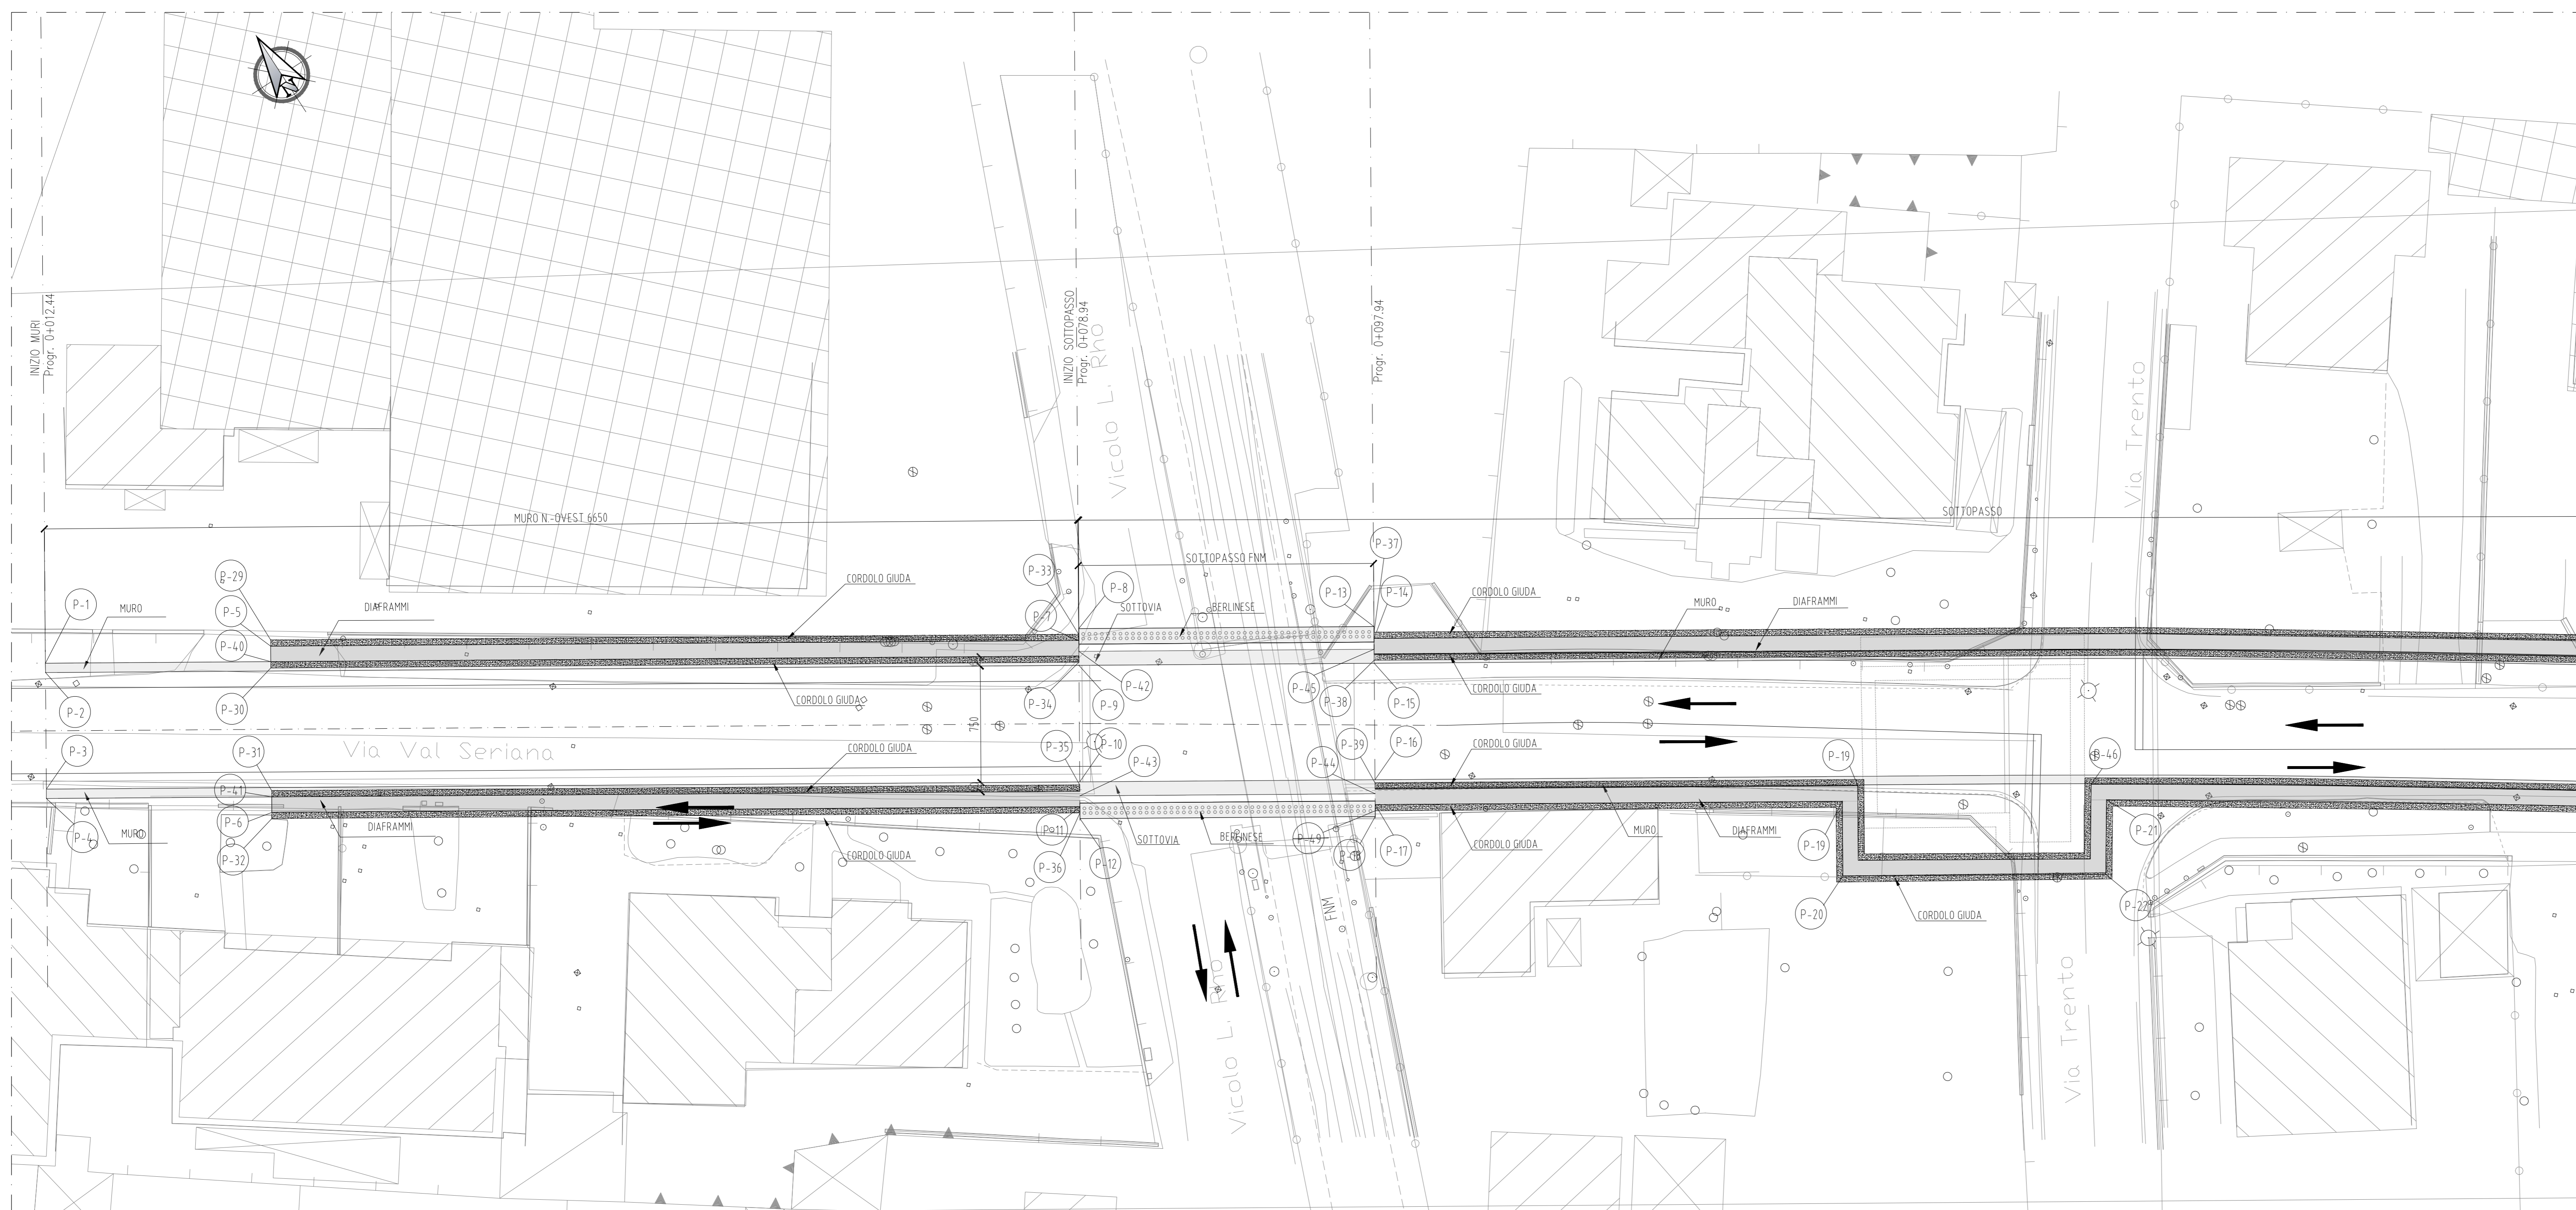 N
INIZIO MURI
Progr. 0+012.44
INIZIO SOTTOPASSO
Progr. 0+078.94
Progr. 0+097.94
Vicolo L. Rho
Via Trento
MURO N.-OVEST 6650
SOTTOPASSO
SOTTOPASSO FNM
P-37
P-33
P-29
P-8
P-13
P-14
CORDOLO GIUDA
CORDOLO GIUDA
P-1
MURO
P-5
DIAFRAMMI
P-7
SOTTOVIA
BERLINESE
MURO
DIAFRAMMI
P-40
P-42
P-45
CORDOLO GIUDA
P-2
P-30
CORDOLO GIUDA
P-34
P-9
P-38
P-15
750
P-3
P-31
Via Val Seriana
CORDOLO GIUDA
P-35
P-10
P-39
P-16
CORDOLO GIUDA
P-19
P-46
P-43
P-44
P-41
P-4
MURO
P-6
DIAFRAMMI
P-11
SOTTOVIA
BERLINESE
P-49
MURO
DIAFRAMMI
P-21
P-32
CORDOLO GIUDA
P-36
P-12
P-18
P-17
CORDOLO GIUDA
P-19
P-20
CORDOLO GIUDA
P-22
FNM
Vicolo L. Rho
Via Trento